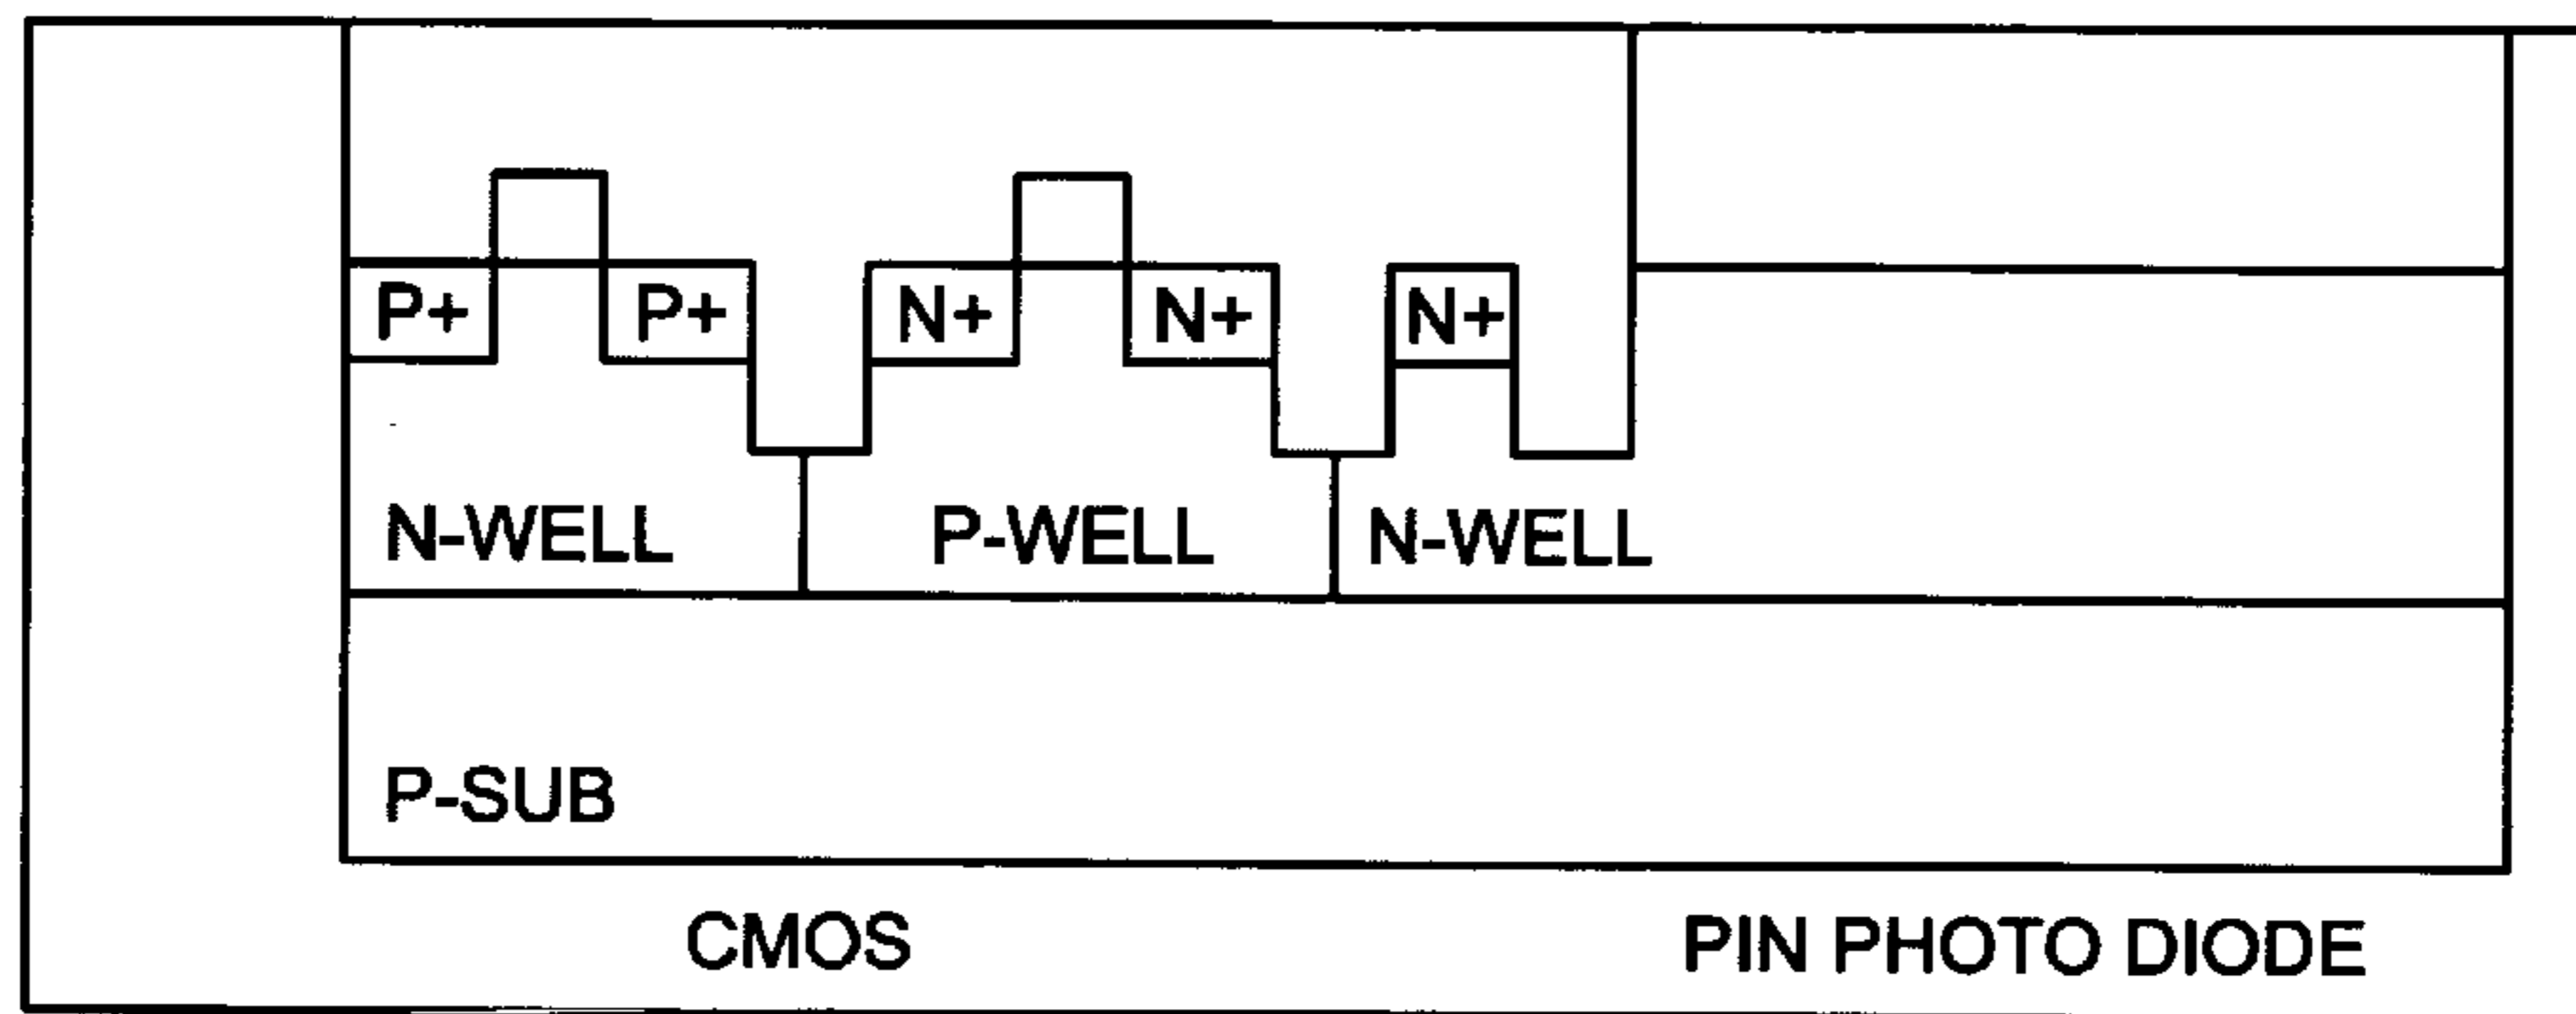 P+ P+ N+ N+ N+
N-WELL P-WELL N-WELL
P-SUB
CMOS PIN PHOTO DIODE